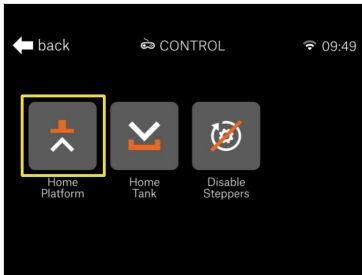 back
CONTROL
09:49
Home
Platform
Home
Tank
Disable
Steppers